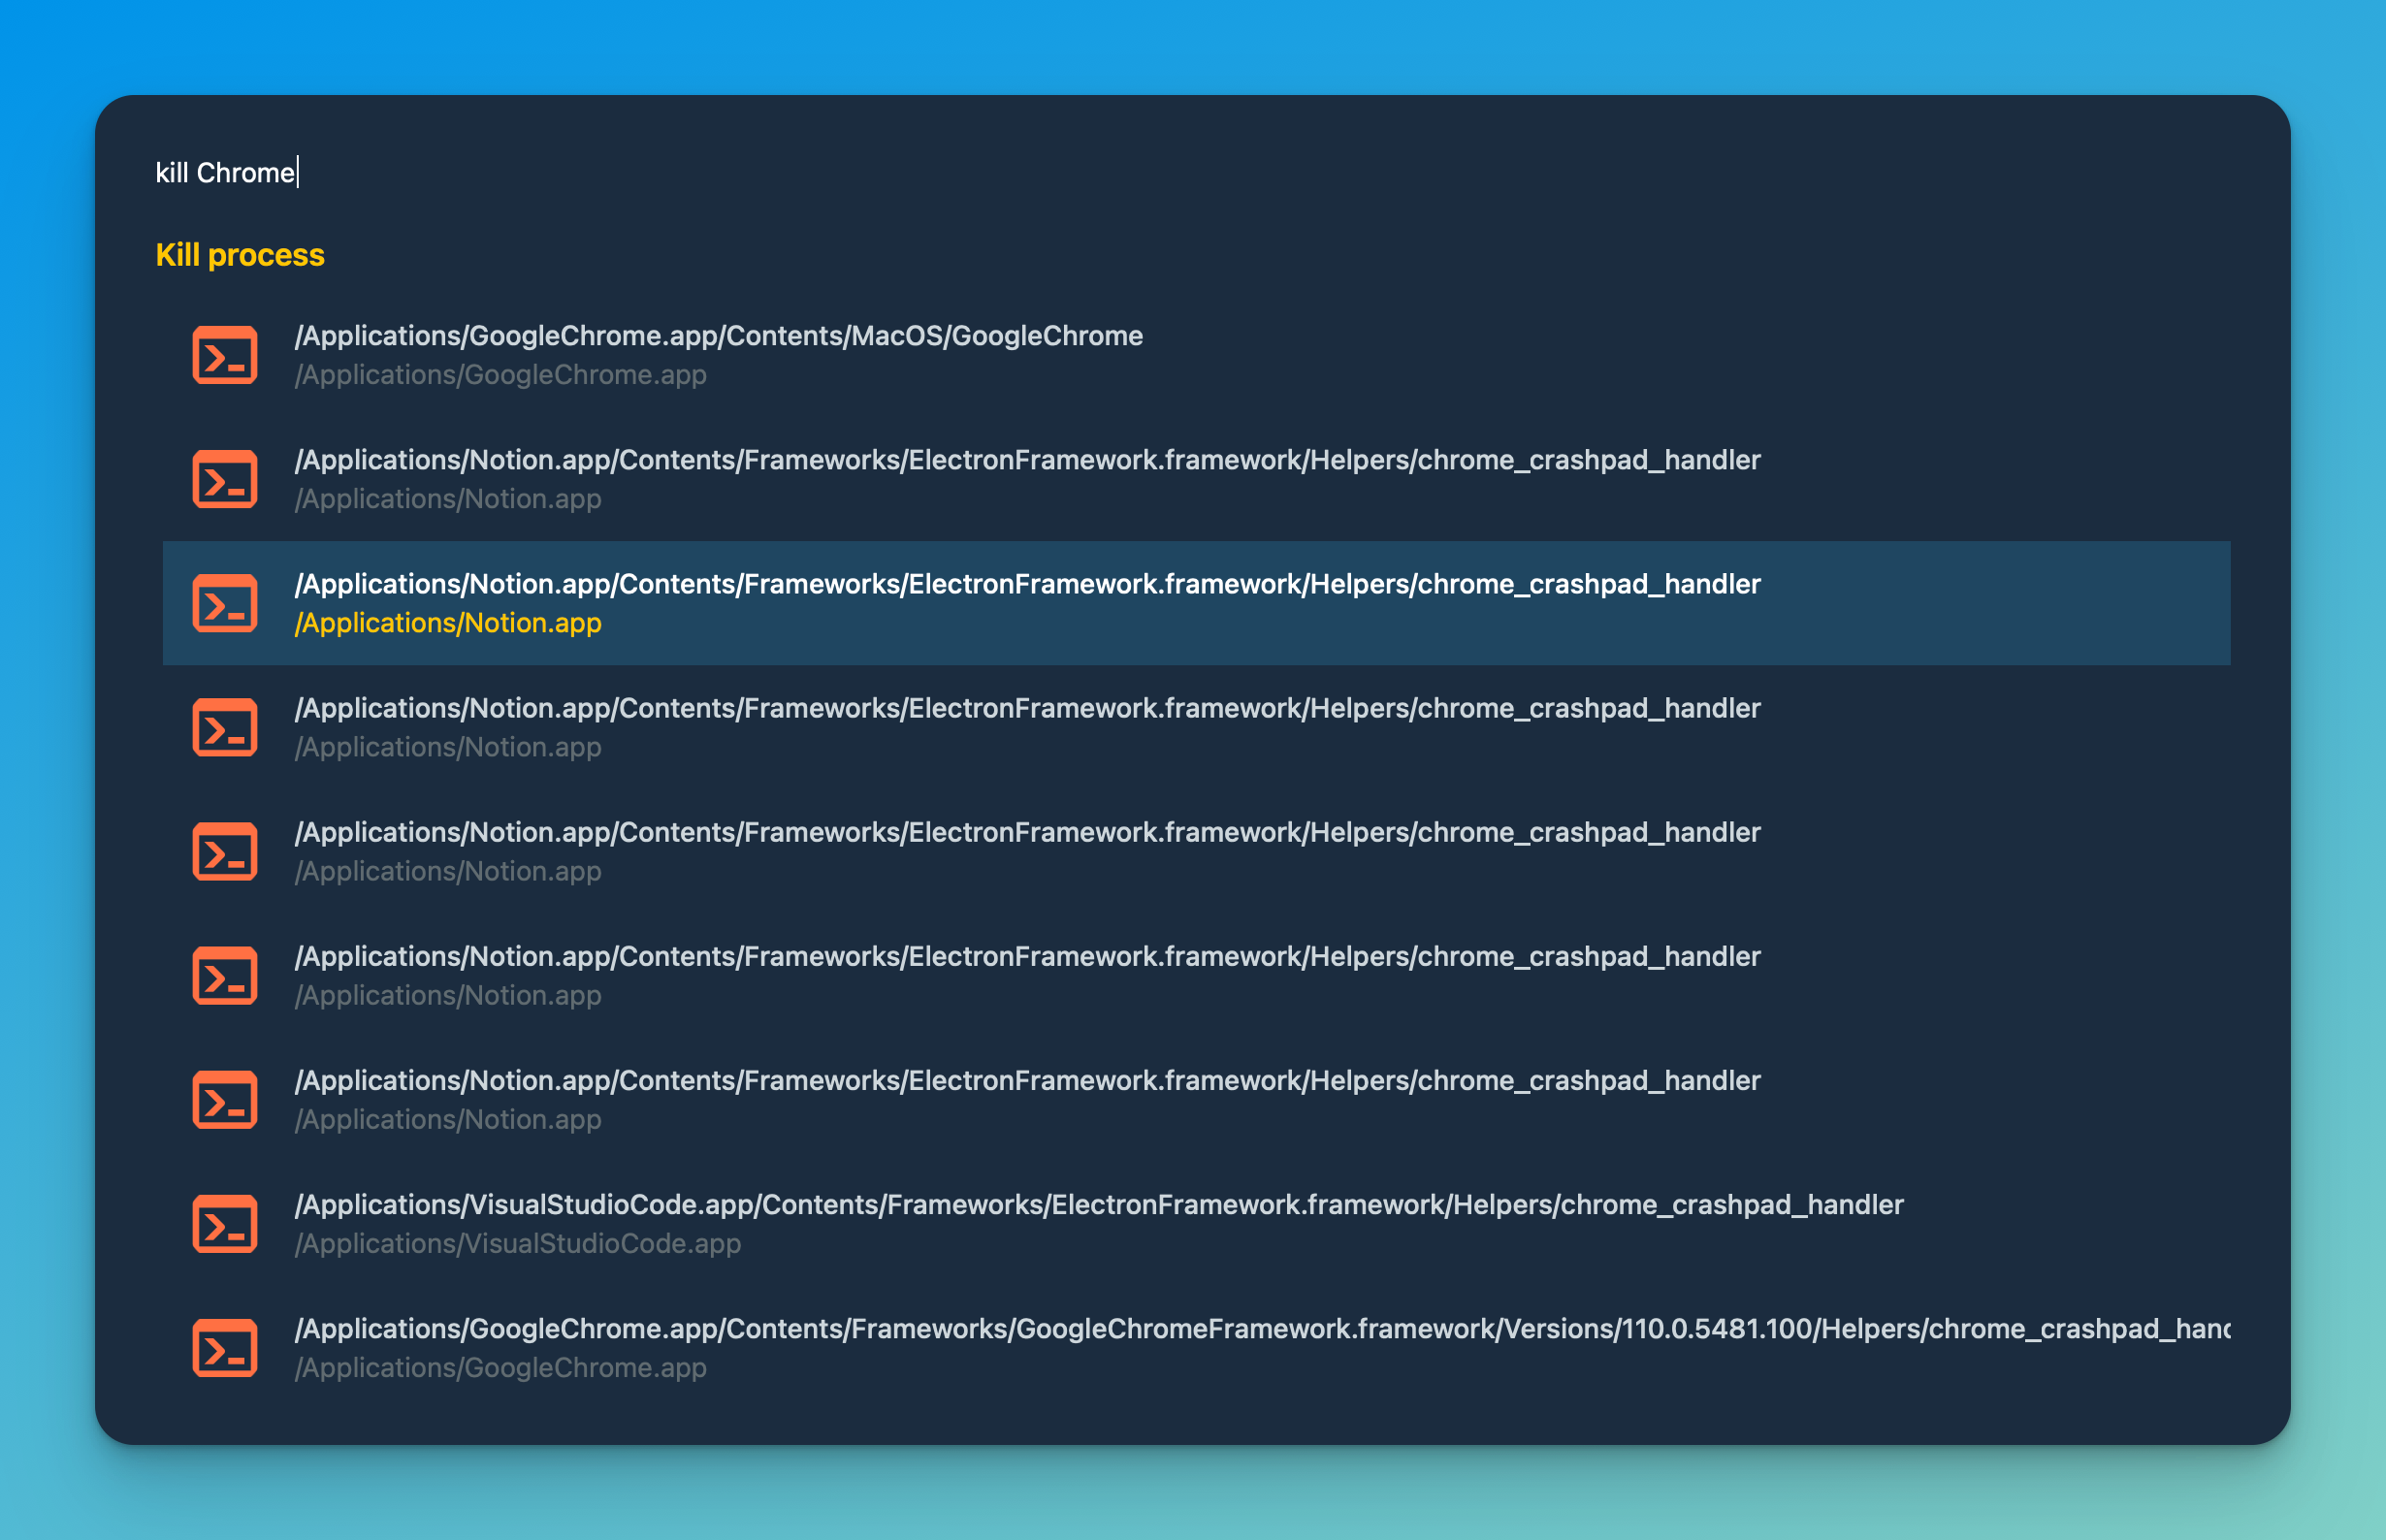 kill Chrome
Kill process
/Applications/GoogleChrome.app/Contents/MacOS/GoogleChrome
/Applications/GoogleChrome.app
/Applications/Notion.app/Contents/Frameworks/ElectronFramework.framework/Helpers/chrome_crashpad_handler
/Applications/Notion.app
/Applications/Notion.app/Contents/Frameworks/ElectronFramework.framework/Helpers/chrome_crashpad_handler
/Applications/Notion.app
/Applications/Notion.app/Contents/Frameworks/ElectronFramework.framework/Helpers/chrome_crashpad_handler
/Applications/Notion.app
/Applications/Notion.app/Contents/Frameworks/ElectronFramework.framework/Helpers/chrome_crashpad_handler
/Applications/Notion.app
/Applications/Notion.app/Contents/Frameworks/ElectronFramework.framework/Helpers/chrome_crashpad_handler
/Applications/Notion.app
/Applications/Notion.app/Contents/Frameworks/ElectronFramework.framework/Helpers/chrome_crashpad_handler
/Applications/Notion.app
/Applications/VisualStudioCode.app/Contents/Frameworks/ElectronFramework.framework/Helpers/chrome_crashpad_handler
/Applications/VisualStudioCode.app
/Applications/GoogleChrome.app/Contents/Frameworks/GoogleChromeFramework.framework/Versions/110.0.5481.100/Helpers/chrome_crashpad_hand
/Applications/GoogleChrome.app